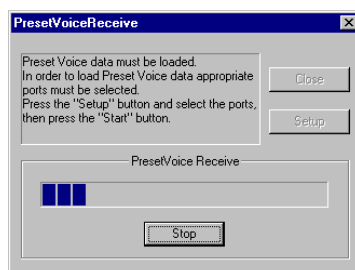 PresetVoiceReceive
Preset Voice data must be loaded.
In order to load Preset Voice data appropriate
ports must be selected.
Press the "Setup" button and select the ports,
then press the "Start" button.
Close
Setup
PresetVoice Receive
Stop